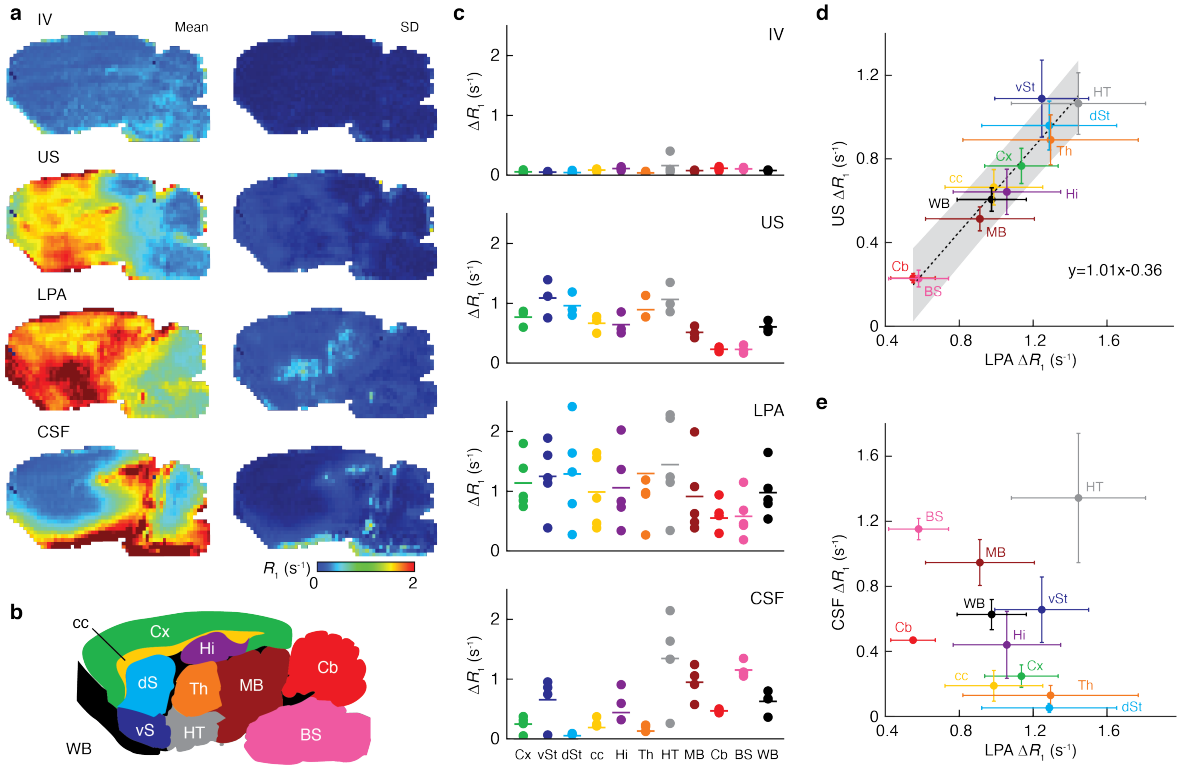 a
IV
Mean
SD
US
LPA
CSF
R1 (s-1)
0
2
b
cc
Cx
Hi
dS
Th
MB
Cb
vS
HT
BS
WB
c
IV
2
1
0
ΔR1 (s-1)
US
2
1
0
ΔR1 (s-1)
LPA
2
1
0
ΔR1 (s-1)
CSF
2
1
0
ΔR1 (s-1)
Cx vSt dSt cc Hi Th HT MB Cb BS WB
d
1.2
0.8
0.4
0
US ΔR1 (s-1)
vSt
HT
dSt
Th
Cx
cc
Hi
WB
MB
Cb
BS
y=1.01x-0.36
0.4 0.8 1.2 1.6
LPA ΔR1 (s-1)
e
1.6
1.2
0.8
0.4
0
CSF ΔR1 (s-1)
HT
BS
MB
vSt
WB
Cb
Hi
Cx
cc
Th
dSt
0.4 0.8 1.2 1.6
LPA ΔR1 (s-1)